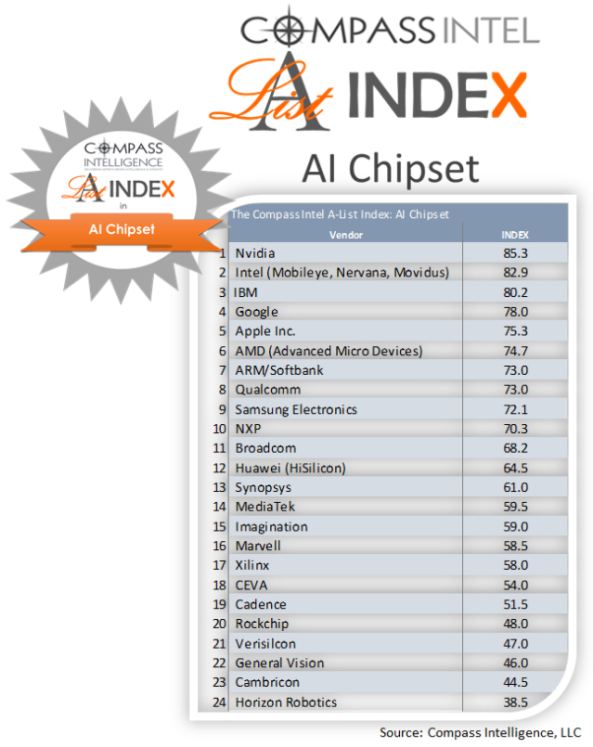 COMPASS INTEL
A List INDEX
AI Chipset
COMPASS
INTELLIGENCE
A List INDEX
in
AI Chipset
The Compass Intel A-List Index: AI Chipset
Vendor INDEX
1 Nvidia 85.3
2 Intel (Mobileye, Nervana, Movidus) 82.9
3 IBM 80.2
4 Google 78.0
5 Apple Inc. 75.3
6 AMD (Advanced Micro Devices) 74.7
7 ARM/Softbank 73.0
8 Qualcomm 73.0
9 Samsung Electronics 72.1
10 NXP 70.3
11 Broadcom 68.2
12 Huawei (HiSilicon) 64.5
13 Synopsys 61.0
14 MediaTek 59.5
15 Imagination 59.0
16 Marvell 58.5
17 Xilinx 58.0
18 CEVA 54.0
19 Cadence 51.5
20 Rockchip 48.0
21 Verisilcon 47.0
22 General Vision 46.0
23 Cambricon 44.5
24 Horizon Robotics 38.5
Source: Compass Intelligence, LLC